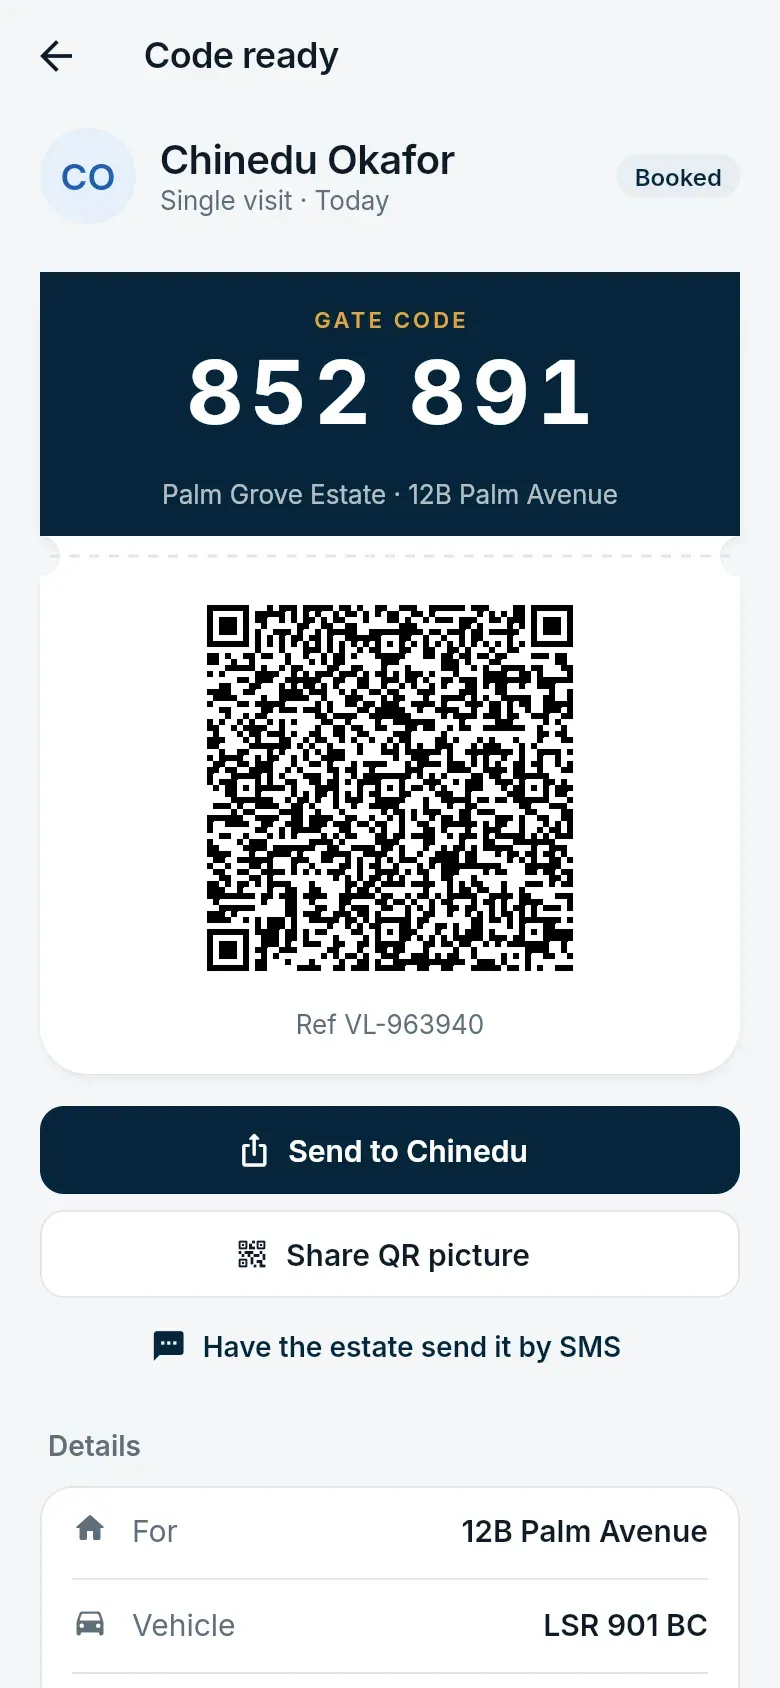 Code ready
CO
Chinedu Okafor
Single visit · Today
Booked
GATE CODE
852 891
Palm Grove Estate · 12B Palm Avenue
Ref VL-963940
Send to Chinedu
Share QR picture
Have the estate send it by SMS
Details
For 12B Palm Avenue
Vehicle LSR 901 BC